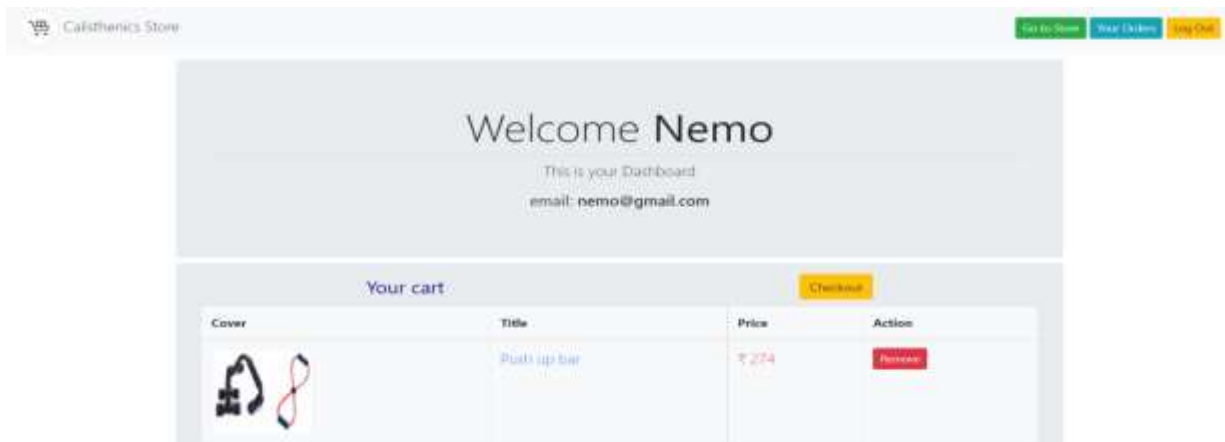 Calisthenics Store
Go to Store Your Orders Log Out
Welcome Nemo
This is your Dashboard
email: nemo@gmail.com
Your cart Checkout
Cover Title Price Action
Push up bar ₹ 274 Remove